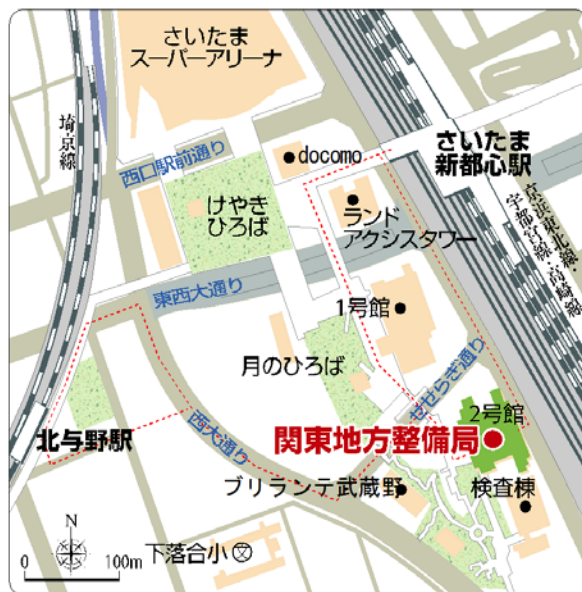 さいたま
スーパーアリーナ
埼京線
西口駅前通り
docomo
さいたま
新都心駅
けやき
ひろば
ランド
アクシスタワー
京浜東北線
宇都宮線・高崎線
東西大通り
1号館
月のひろば
せせらぎ通り
2号館
北与野駅
西大通り
関東地方整備局
ブリランテ武蔵野
検査棟
N
0 100m
下落合小
文